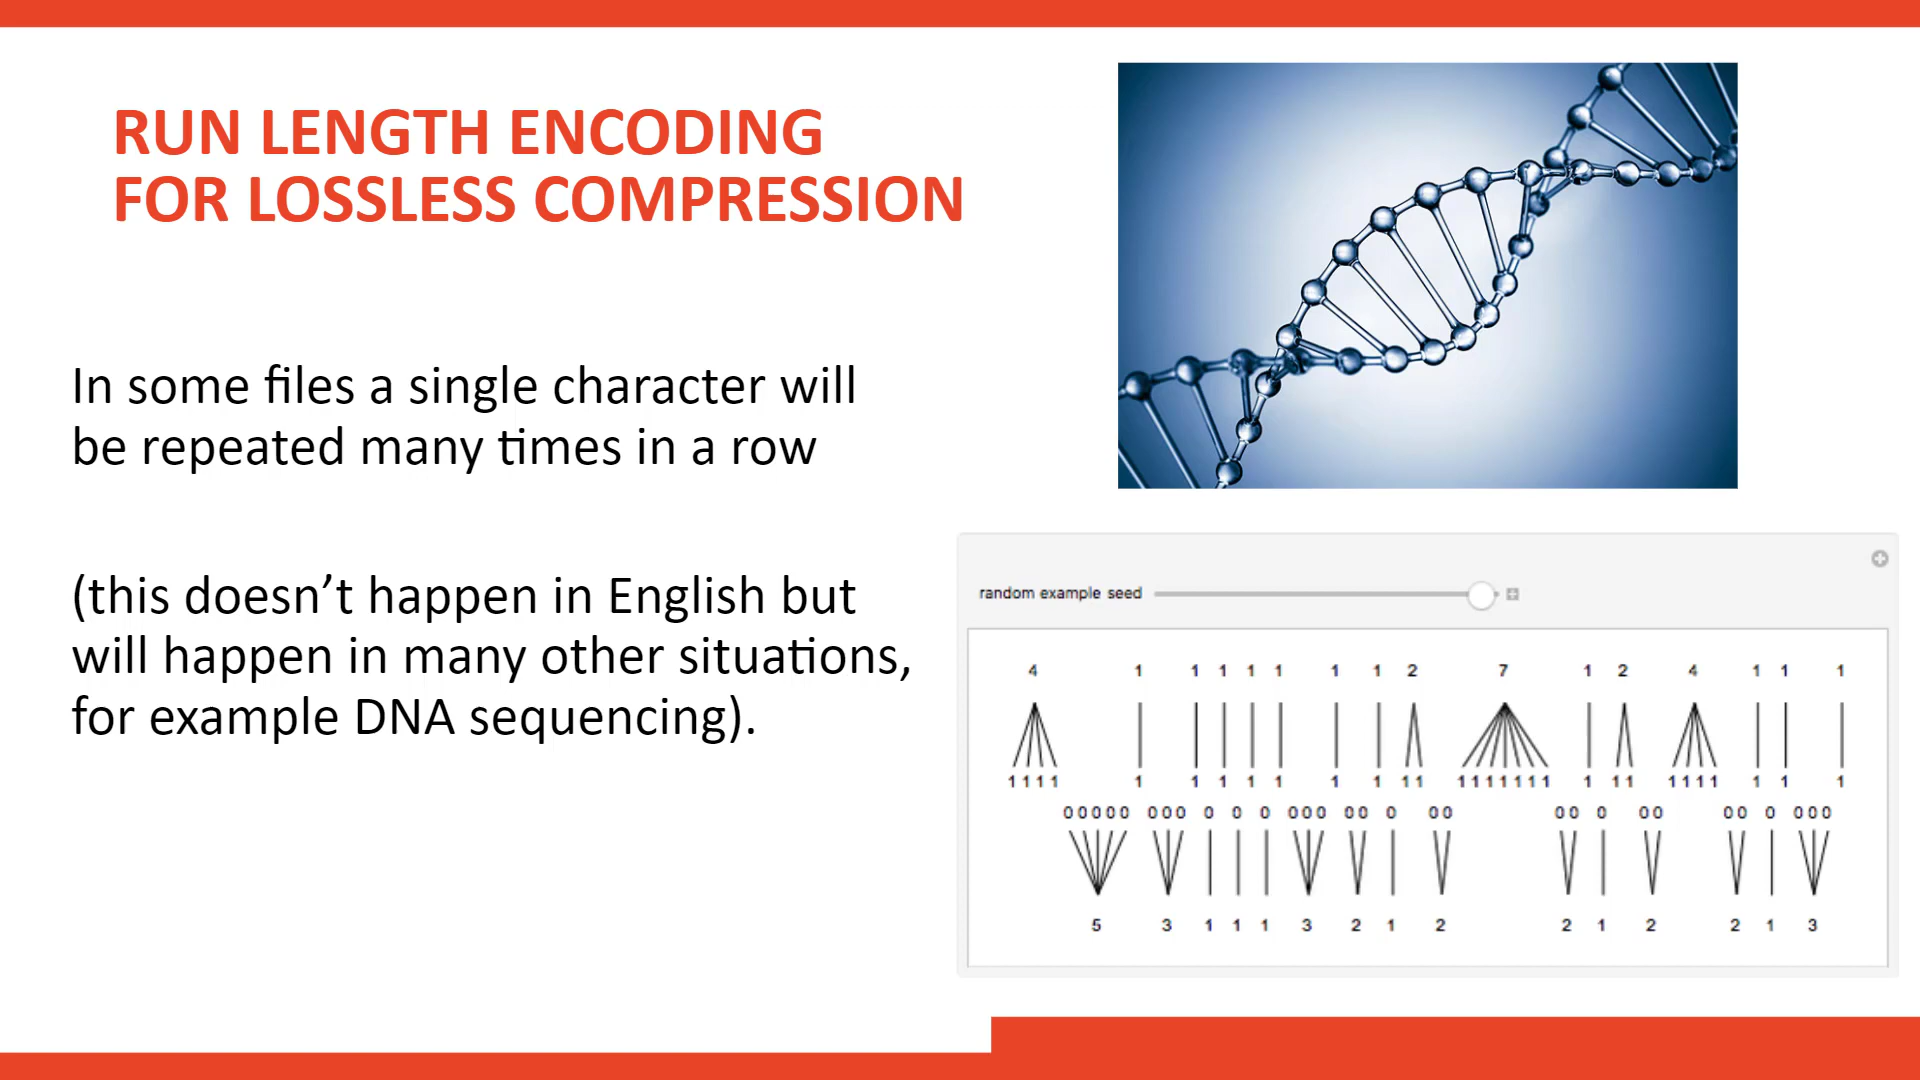 RUN LENGTH ENCODING
FOR LOSSLESS COMPRESSION
In some files a single character will
be repeated many times in a row
(this doesn’t happen in English but
will happen in many other situations,
for example DNA sequencing).
random example seed
4 1 1 1 1 1 1 1 2 7 1 2 4 1 1 1
1111 1 1 1 1 1 1 1 11 1111111 1 11 1111 1 1 1
00000 000 0 0 0 000 00 0 00 00 0 00 00 0 000
5 3 1 1 1 3 2 1 2 2 1 2 2 1 3